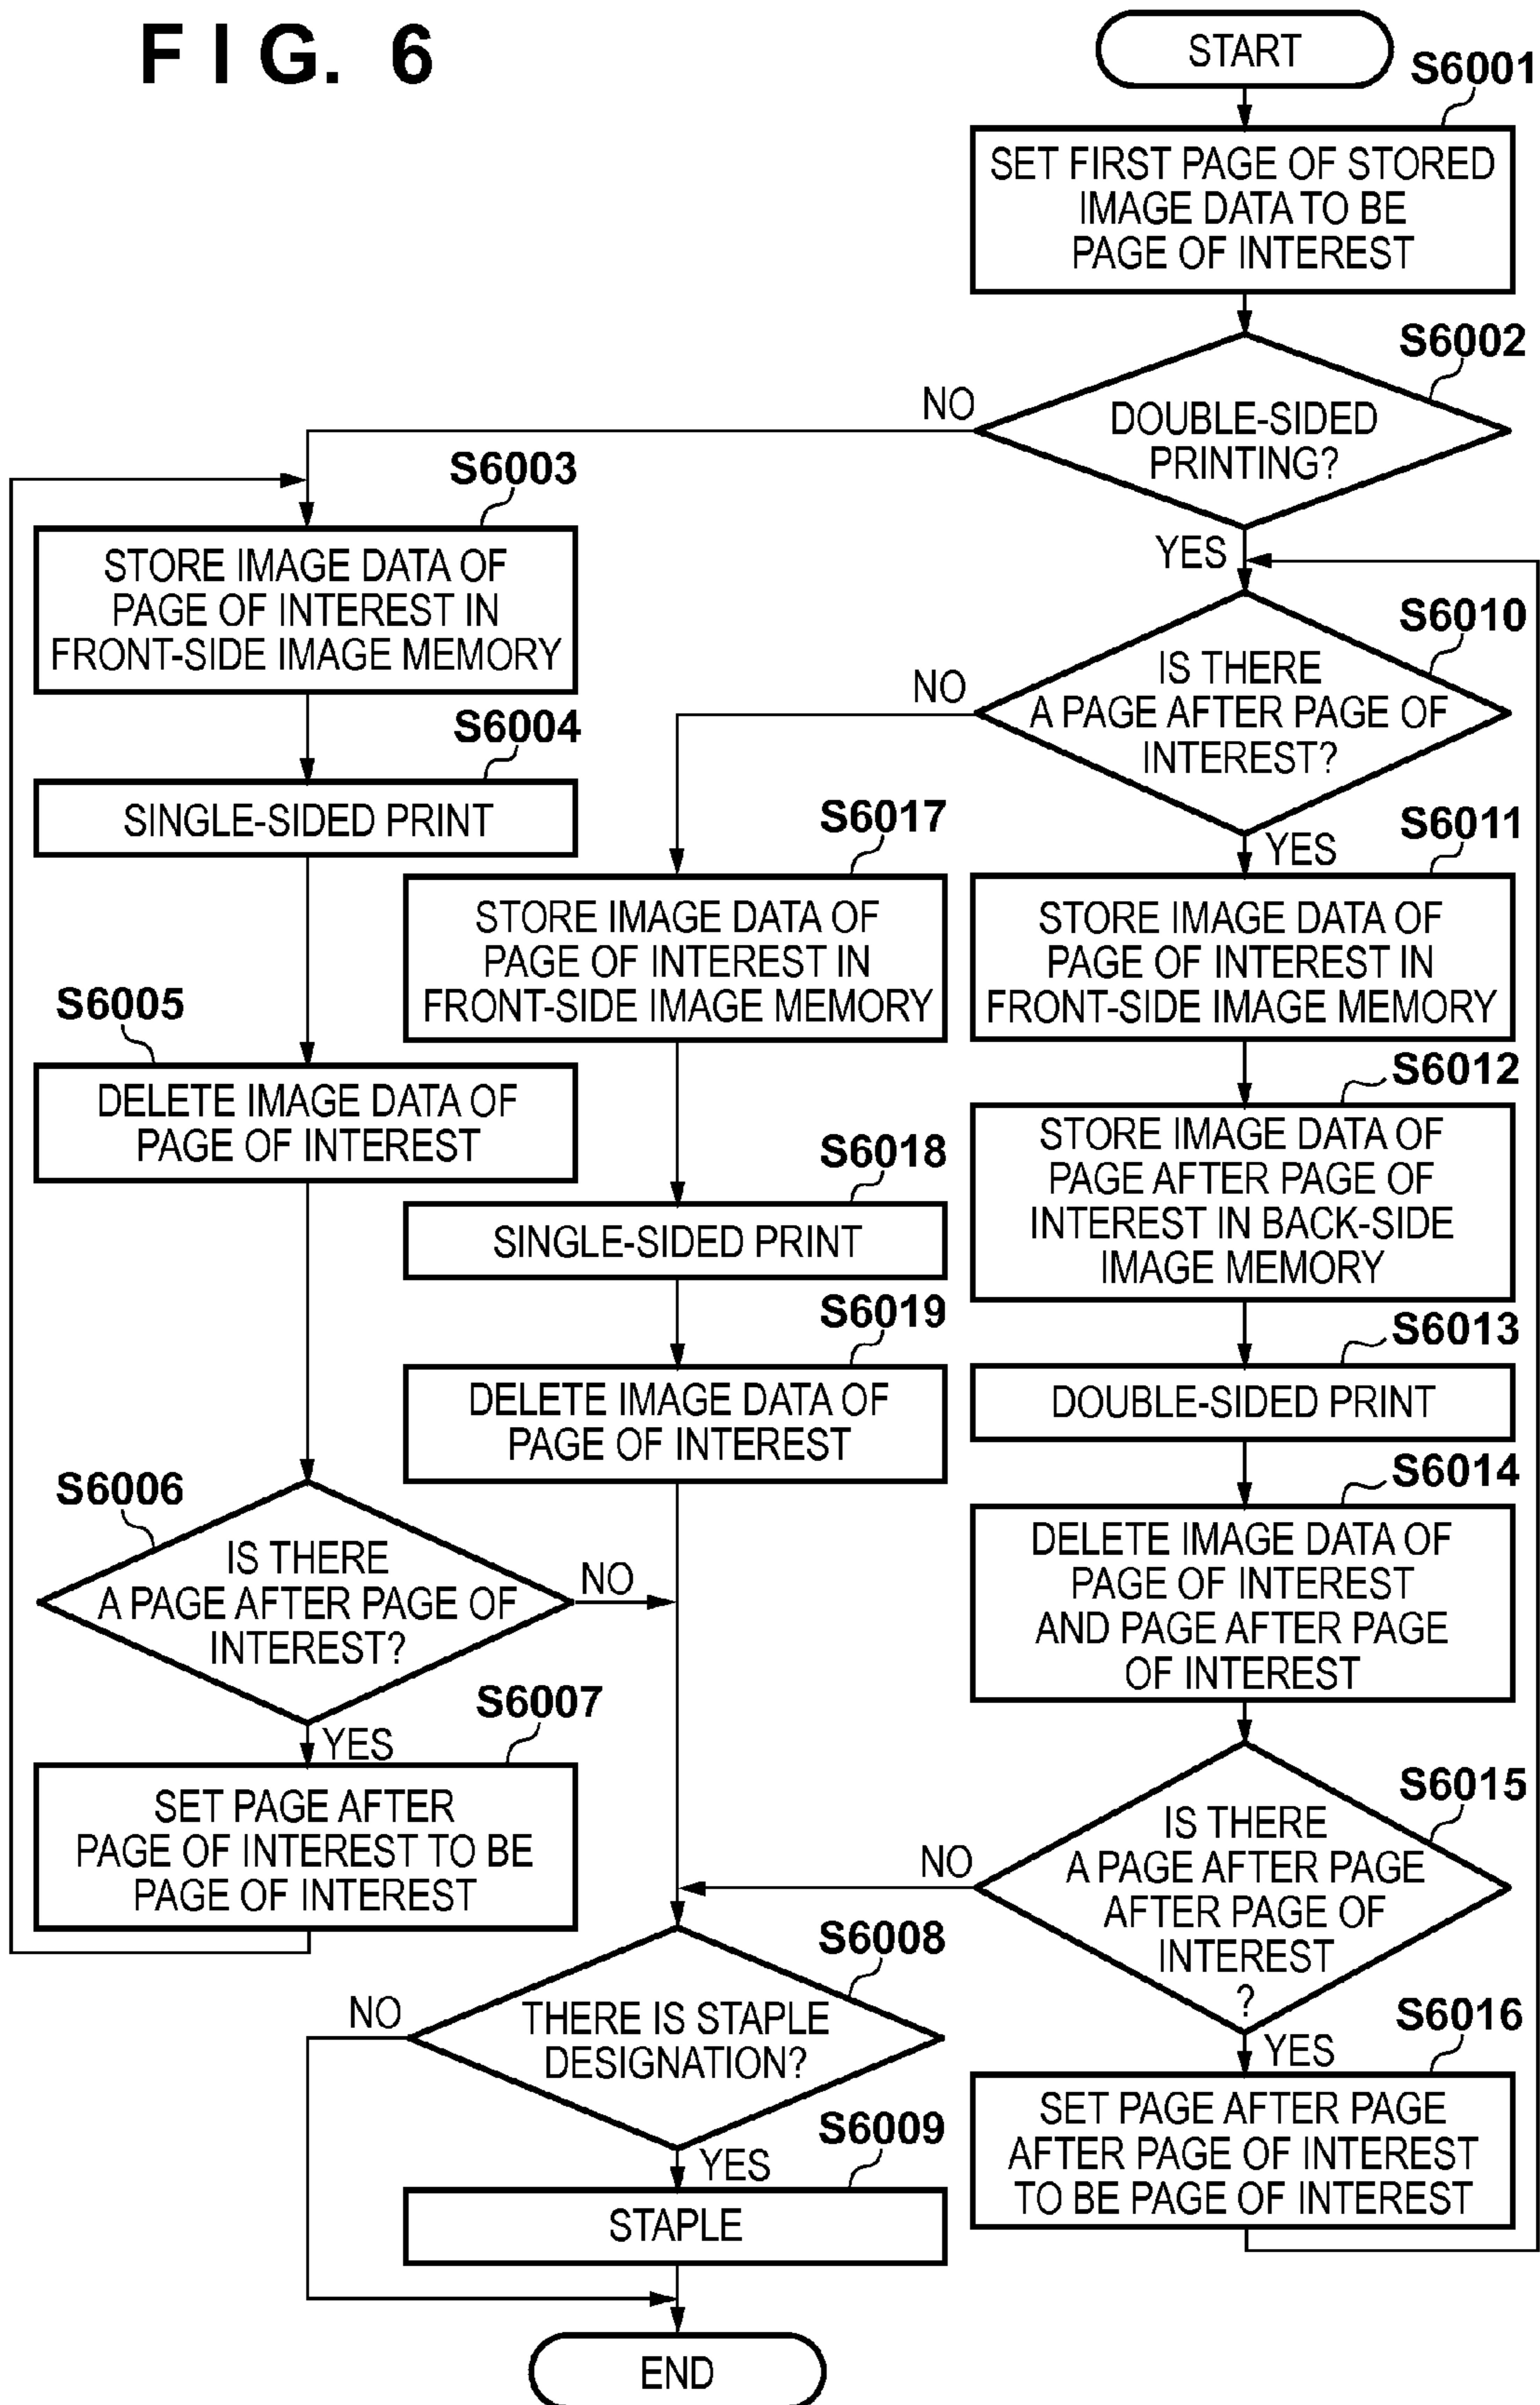 FIG. 6
START
S6001
SET FIRST PAGE OF STORED
IMAGE DATA TO BE
PAGE OF INTEREST
S6002
DOUBLE-SIDED
PRINTING?
NO
YES
S6003
STORE IMAGE DATA OF
PAGE OF INTEREST IN
FRONT-SIDE IMAGE MEMORY
S6004
SINGLE-SIDED PRINT
S6005
DELETE IMAGE DATA OF
PAGE OF INTEREST
S6006
IS THERE
A PAGE AFTER PAGE OF
INTEREST?
NO
YES
S6007
SET PAGE AFTER
PAGE OF INTEREST TO BE
PAGE OF INTEREST
S6010
IS THERE
A PAGE AFTER PAGE OF
INTEREST?
NO
YES
S6017
STORE IMAGE DATA OF
PAGE OF INTEREST IN
FRONT-SIDE IMAGE MEMORY
S6018
SINGLE-SIDED PRINT
S6019
DELETE IMAGE DATA OF
PAGE OF INTEREST
S6011
STORE IMAGE DATA OF
PAGE OF INTEREST IN
FRONT-SIDE IMAGE MEMORY
S6012
STORE IMAGE DATA OF
PAGE AFTER PAGE OF
INTEREST IN BACK-SIDE
IMAGE MEMORY
S6013
DOUBLE-SIDED PRINT
S6014
DELETE IMAGE DATA OF
PAGE OF INTEREST
AND PAGE AFTER PAGE
OF INTEREST
S6015
IS THERE
A PAGE AFTER PAGE
AFTER PAGE OF
INTEREST
?
NO
YES
S6016
SET PAGE AFTER PAGE
AFTER PAGE OF INTEREST
TO BE PAGE OF INTEREST
S6008
THERE IS STAPLE
DESIGNATION?
NO
YES
S6009
STAPLE
END